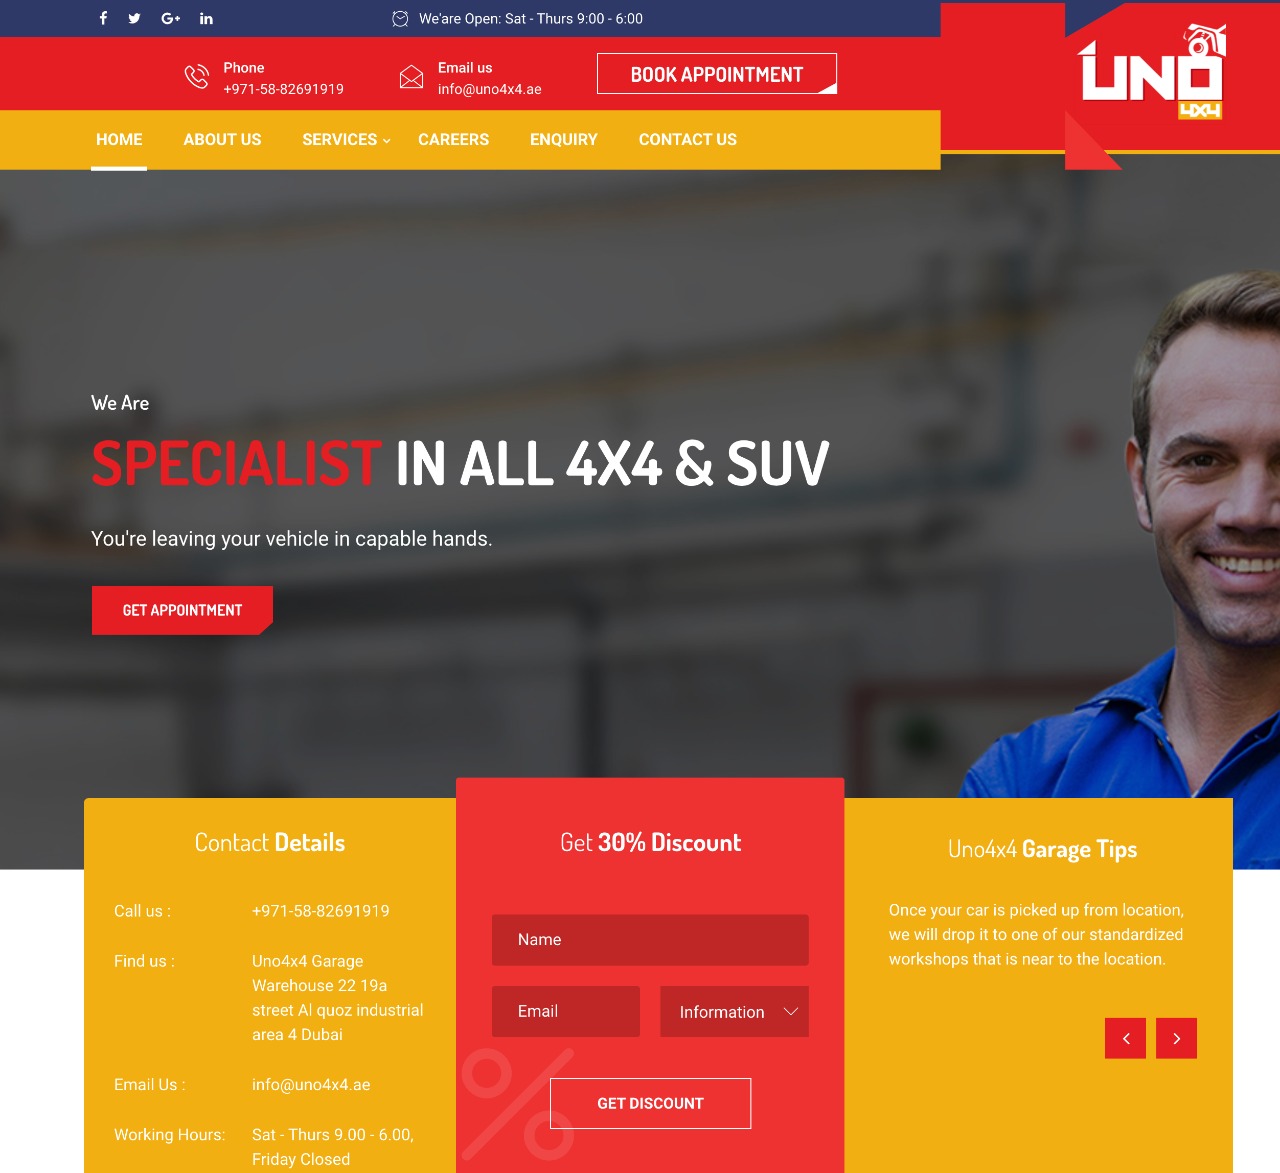 We'are Open: Sat - Thurs 9:00 - 6:00
Phone
+971-58-82691919
Email us
info@uno4x4.ae
BOOK APPOINTMENT
UNO
4X4
HOME ABOUT US SERVICES CAREERS ENQUIRY CONTACT US
We Are
SPECIALIST IN ALL 4X4 & SUV
You're leaving your vehicle in capable hands.
GET APPOINTMENT
Contact Details
Call us : +971-58-82691919
Find us : Uno4x4 Garage
Warehouse 22 19a
street Al quoz industrial
area 4 Dubai
Email Us : info@uno4x4.ae
Working Hours: Sat - Thurs 9.00 - 6.00,
Friday Closed
Get 30% Discount
Name
Email Information
GET DISCOUNT
Uno4x4 Garage Tips
Once your car is picked up from location,
we will drop it to one of our standardized
workshops that is near to the location.